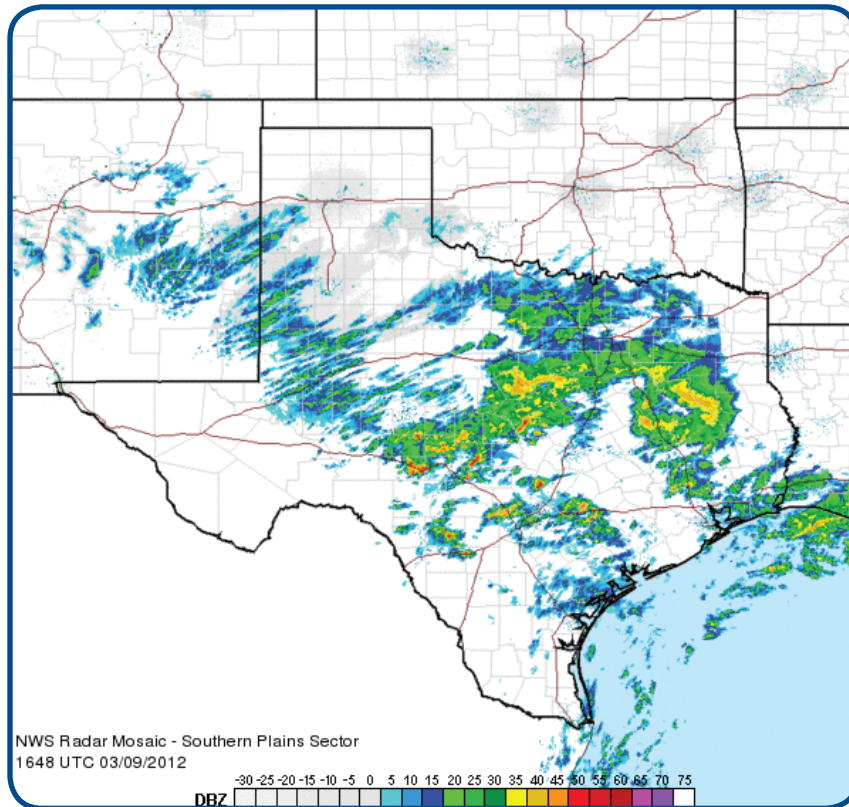 NWS Radar Mosaic - Southern Plains Sector
1648 UTC 03/09/2012
-30 -25 -20 -15 -10 -5 0 5 10 15 20 25 30 35 40 45 50 55 60 65 70 75
DBZ